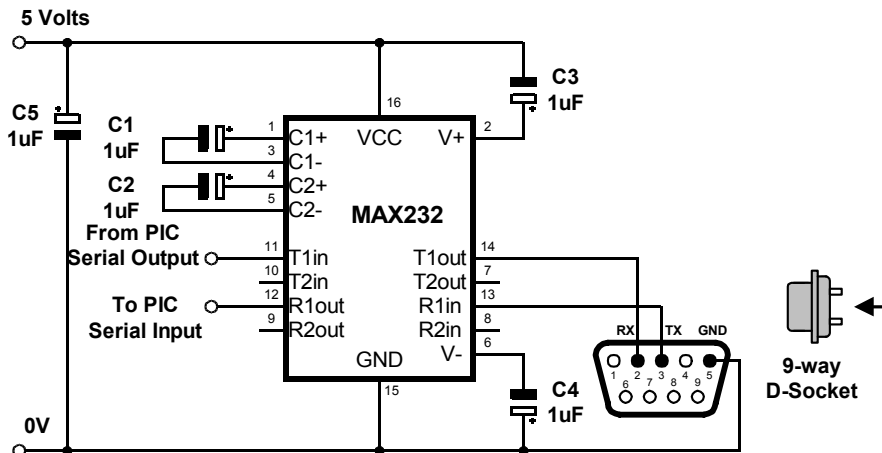 5 Volts
C5
1uF
C1
1uF
C2
1uF
C3
1uF
16
1
3
4
5
C1+
C1-
C2+
C2-
VCC
V+
2
MAX232
From PIC
Serial Output
To PIC
Serial Input
11
10
12
9
T1in
T2in
R1out
R2out
T1out
T2out
R1in
R2in
V-
14
7
13
8
6
GND
15
C4
1uF
RX
TX
GND
1
2
3
4
5
6
7
8
9
9-way
D-Socket
0V
+
+
+
+
+